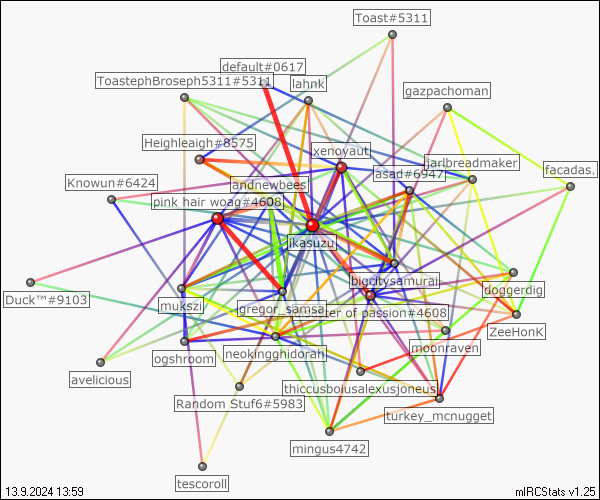 Toast#5311
default#0617
ToastephBroseph5311#5311
lahnk
gazpachoman
Heighleigh#8575
xenoyaut
jarlbreadmaker
asad#6947
facadas.
Knowun#6424
andnewbees
pink hair woag#4608
ikasuzu
bigcitysamurai
doggerdig
Duck™#9103
mukszi
gregor_samsa
ter of passion#4608
ZeeHonK
ogshroom
neokingghidorah
moonraven
avelicious
thiccusboiusalexusjoneus
Random Stuf6#5983
turkey_mcnugget
mingus4742
tescoroll
13.9.2024 13:59
mIRCStats v1.25